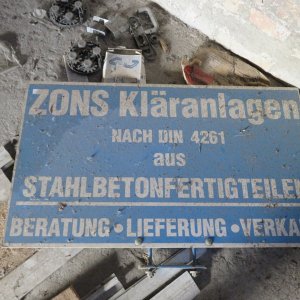 ZONS Kläranlagen
NACH DIN 4261
aus
STAHLBETONFERTIGTEILEN
BERATUNG • LIEFERUNG • VERKA